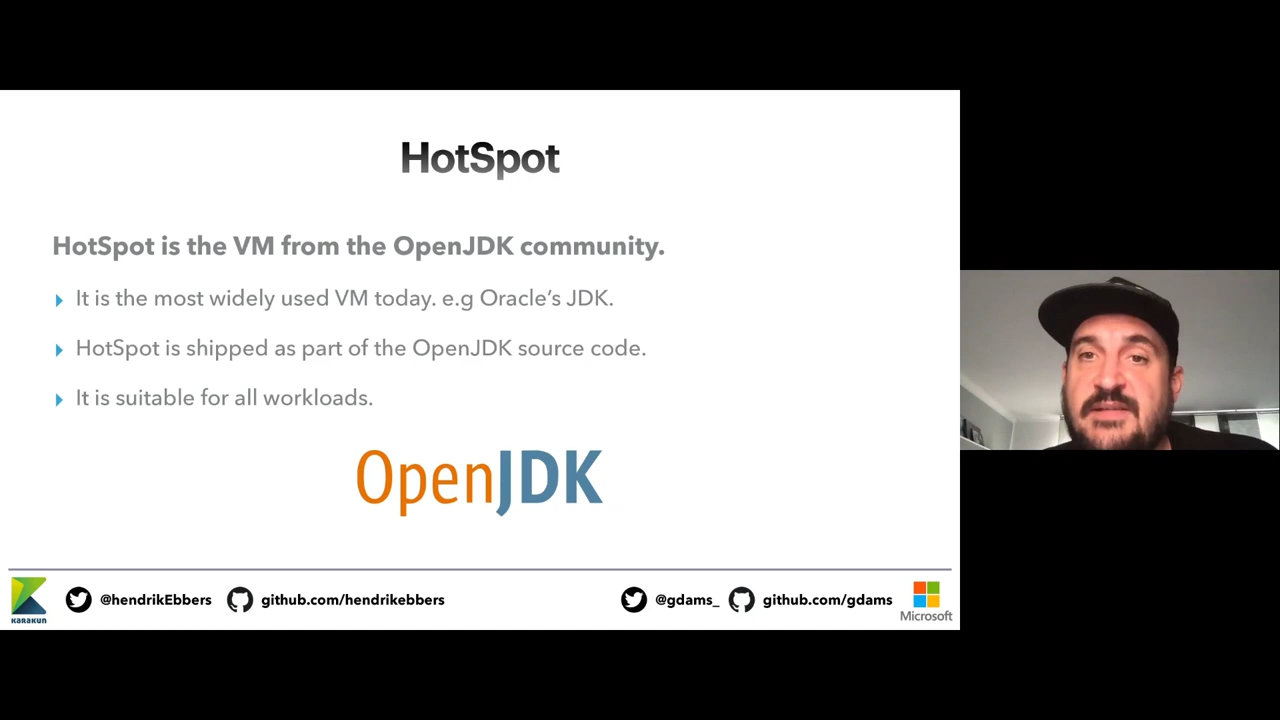 HotSpot
HotSpot is the VM from the OpenJDK community.
It is the most widely used VM today. e.g Oracle’s JDK.
HotSpot is shipped as part of the OpenJDK source code.
It is suitable for all workloads.
OpenJDK
KARAKUN
@hendrikEbbers
github.com/hendrikebbers
@gdams_
github.com/gdams
Microsoft